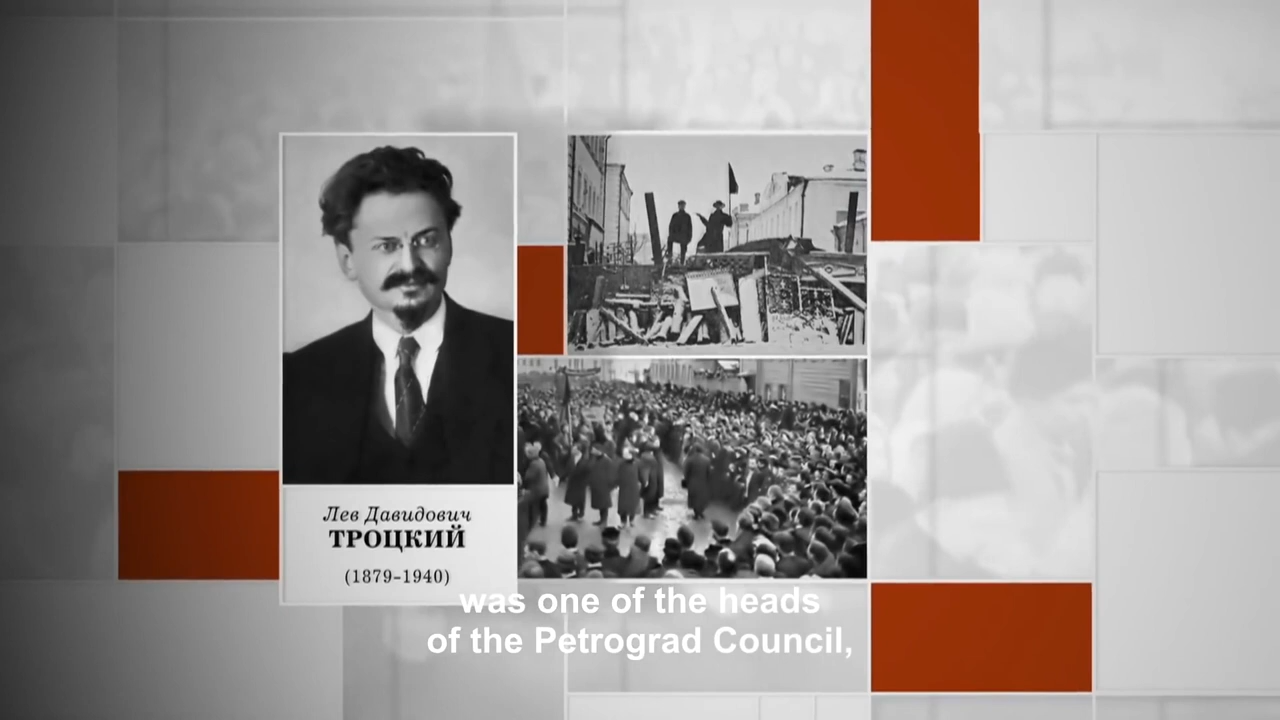 Лев Давидович
ТРОЦКИЙ
(1879–1940)
was one of the heads
of the Petrograd Council,